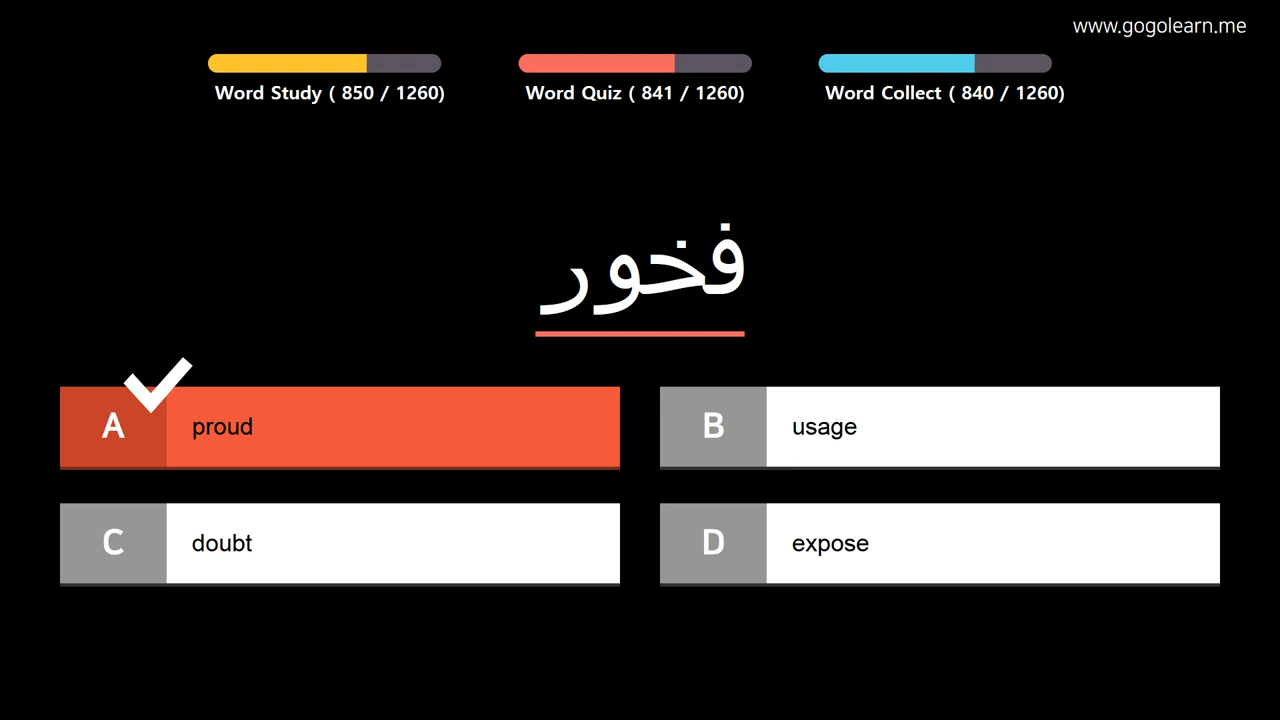 www.gogolearn.me
Word Study ( 850 / 1260)
Word Quiz ( 841 / 1260)
Word Collect ( 840 / 1260)
فخور
A proud
B usage
C doubt
D expose